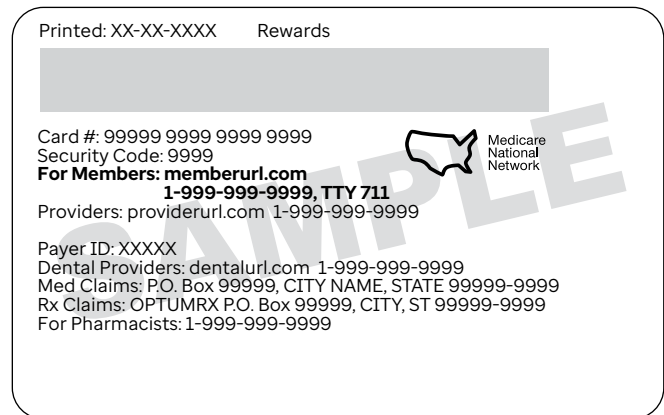 Printed: XX-XX-XXXX Rewards
Card #: 99999 9999 9999 9999
Security Code: 9999
For Members: memberurl.com
1-999-999-9999, TTY 711
Providers: providerurl.com 1-999-999-9999
Medicare
National
Network
Payer ID: XXXXX
Dental Providers: dentalurl.com 1-999-999-9999
Med Claims: P.O. Box 99999, CITY NAME, STATE 99999-9999
Rx Claims: OPTUMRX P.O. Box 99999, CITY, ST 99999-9999
For Pharmacists: 1-999-999-9999
SAMPLE